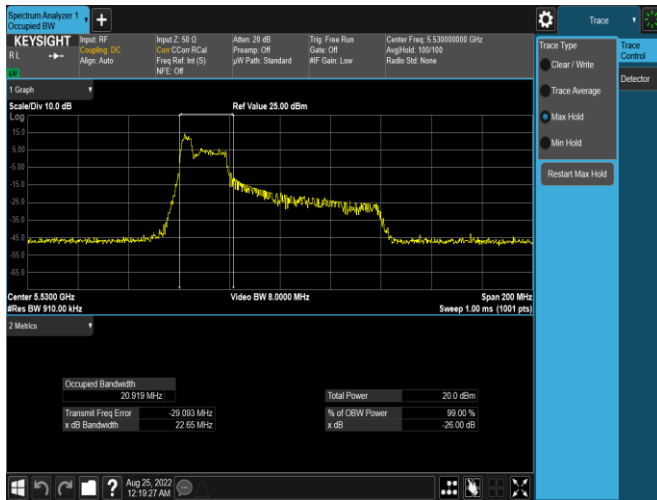 Spectrum Analyzer 1
Occupied BW
+
Trace
KEYSIGHT
R L
LXI
Input: RF
Coupling: DC
Align: Auto
Input Z: 50 Ω
Corr CCorr RCal
Freq Ref: Int (S)
NFE: Off
Atten: 20 dB
Preamp: Off
µW Path: Standard
Trig: Free Run
Gate: Off
#IF Gain: Low
Center Freq: 5.530000000 GHz
Avg|Hold: 100/100
Radio Std: None
Trace Type
Clear / Write
Trace Average
Max Hold
Min Hold
Restart Max Hold
Trace
Control
Detector
1 Graph
Scale/Div 10.0 dB
Ref Value 25.00 dBm
Log
15.0
5.00
-5.00
-15.0
-25.0
-35.0
-45.0
-55.0
-65.0
Center 5.5300 GHz
Video BW 8.0000 MHz
Span 200 MHz
#Res BW 910.00 kHz
Sweep 1.00 ms (1001 pts)
2 Metrics
Occupied Bandwidth
20.919 MHz
Total Power 20.0 dBm
Transmit Freq Error -29.093 MHz
% of OBW Power 99.00 %
x dB Bandwidth 22.65 MHz
x dB -26.00 dB
?
Aug 25, 2022
12:19:27 AM